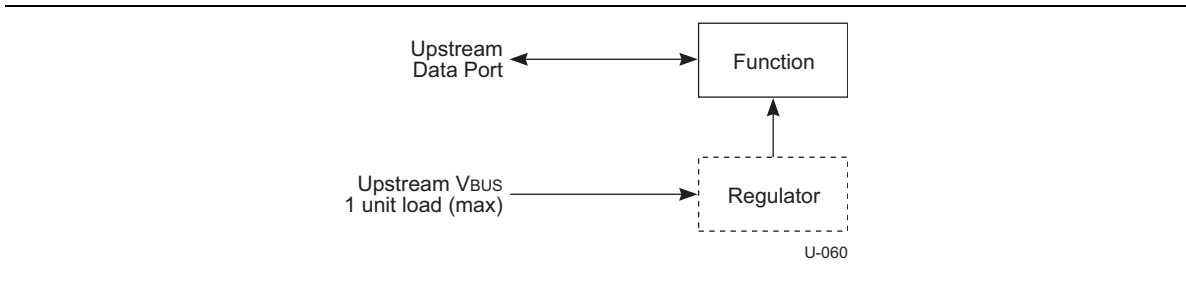 Upstream
Data Port
Function
Upstream VBUS
1 unit load (max)
Regulator
U-060